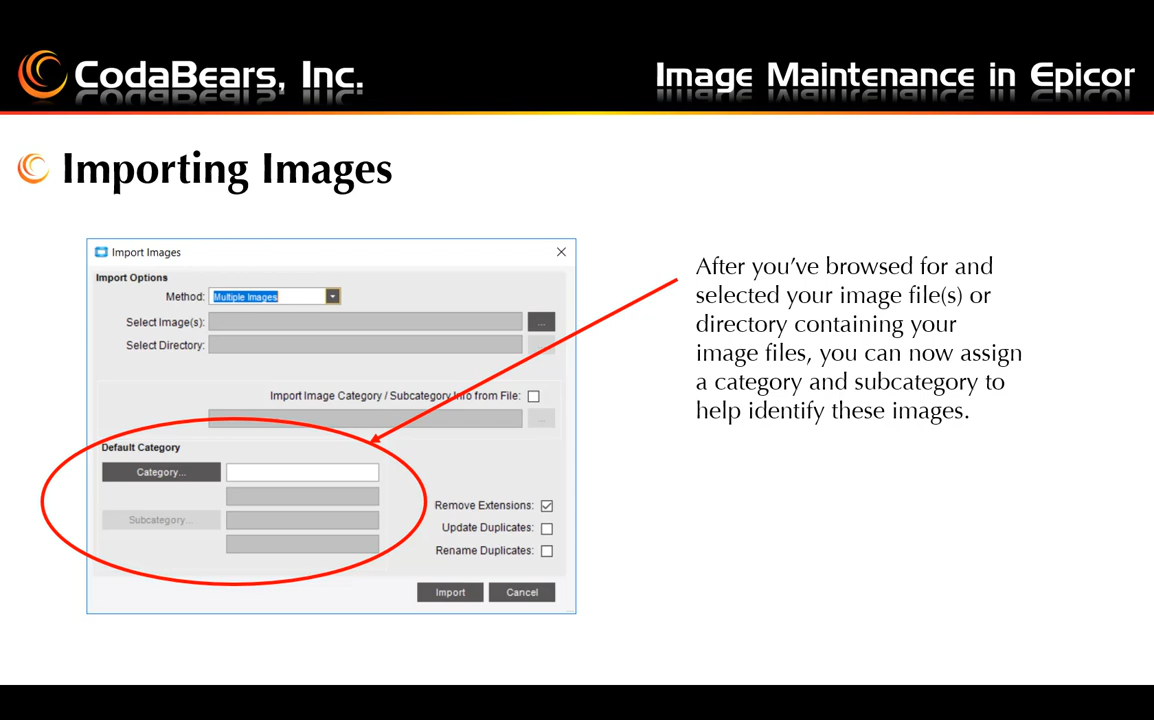 CodaBears, Inc.
Image Maintenance in Epicor
Importing Images
Import Images
Import Options
Method: Multiple Images
Select Image(s): ...
Select Directory: ...
Import Image Category / Subcategory Info from File:
...
Default Category
Category...
Subcategory...
Remove Extensions:
Update Duplicates:
Rename Duplicates:
Import Cancel
After you’ve browsed for and
selected your image file(s) or
directory containing your
image files, you can now assign
a category and subcategory to
help identify these images.